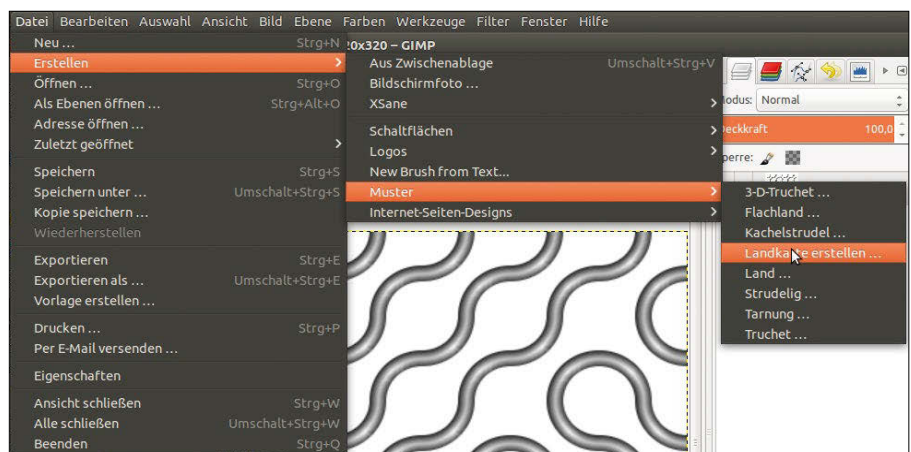 Datei Bearbeiten Auswahl Ansicht Bild Ebene Farben Werkzeuge Filter Fenster Hilfe
20x320 – GIMP
Neu ... Strg+N
Erstellen >
Öffnen ... Strg+O
Als Ebenen öffnen ... Strg+Alt+O
Adresse öffnen ...
Zuletzt geöffnet >
Speichern Strg+S
Speichern unter ... Umschalt+Strg+S
Kopie speichern ...
Wiederherstellen
Exportieren Strg+E
Exportieren als ... Umschalt+Strg+E
Vorlage erstellen ...
Drucken ... Strg+P
Per E-Mail versenden ...
Eigenschaften
Ansicht schließen Strg+W
Alle schließen Umschalt+Strg+W
Beenden Strg+Q
Aus Zwischenablage Umschalt+Strg+V
Bildschirmfoto ...
XSane >
Schaltflächen >
Logos >
New Brush from Text...
Muster >
Internet-Seiten-Designs >
3-D-Truchet ...
Flachland ...
Kachelstrudel ...
Landkarte erstellen ...
Land ...
Strudelig ...
Tarnung ...
Truchet ...
Modus: Normal
Deckkraft 100,0
perre: